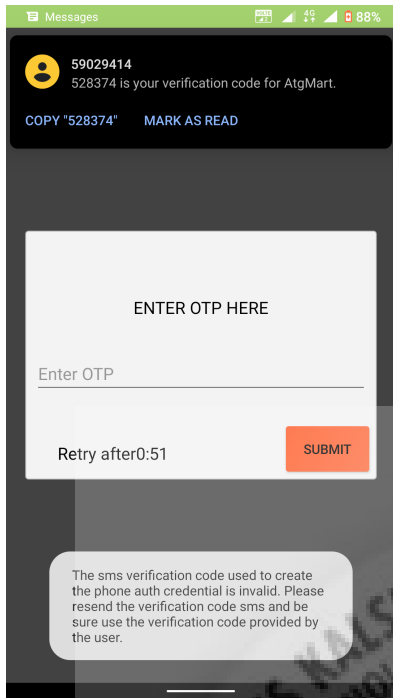 Messages
VoLTE 4G 88%
59029414
528374 is your verification code for AtgMart.
COPY "528374" MARK AS READ
ENTER OTP HERE
Enter OTP
Retry after0:51
SUBMIT
The sms verification code used to create
the phone auth credential is invalid. Please
resend the verification code sms and be
sure use the verification code provided by
the user.